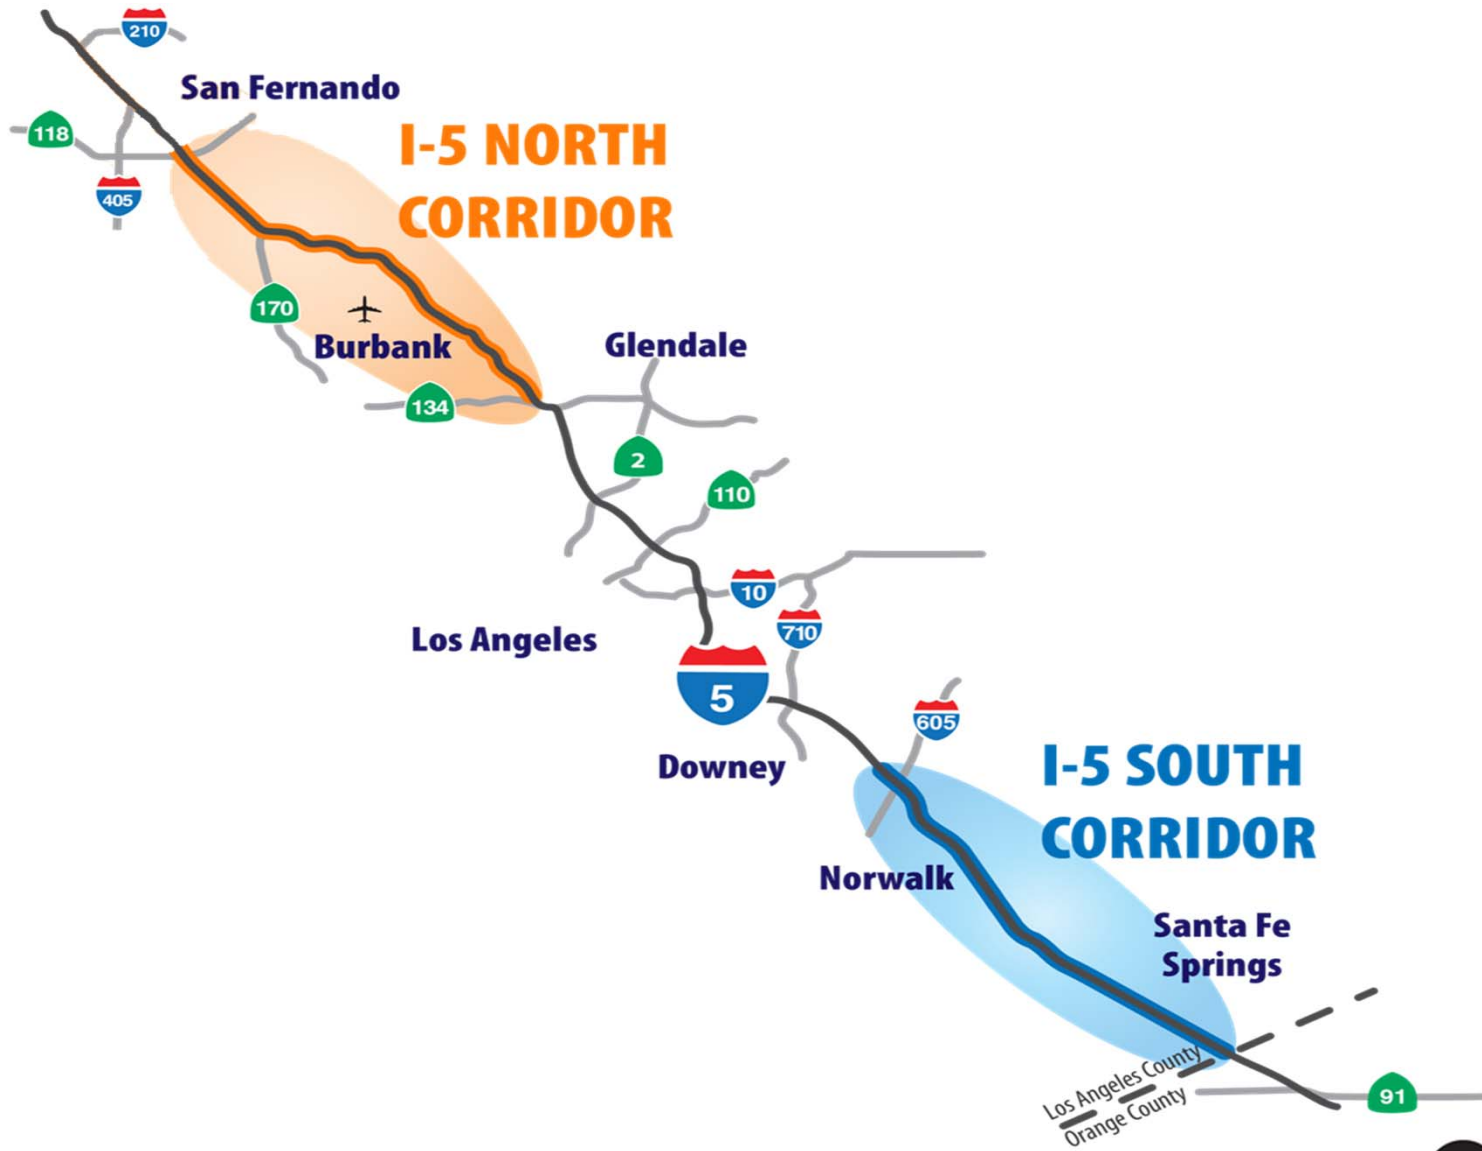 210
San Fernando
118
I-5 NORTH
CORRIDOR
405
170
Burbank
Glendale
134
2
110
10
710
Los Angeles
5
605
Downey
I-5 SOUTH
CORRIDOR
Norwalk
Santa Fe
Springs
Los Angeles County
Orange County
91